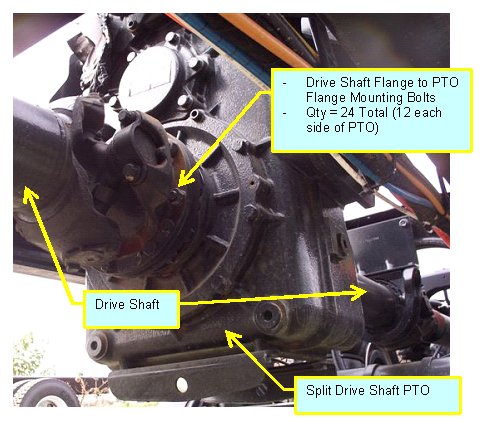 - Drive Shaft Flange to PTO
Flange Mounting Bolts
- Qty = 24 Total (12 each
side of PTO)
Drive Shaft
Split Drive Shaft PTO